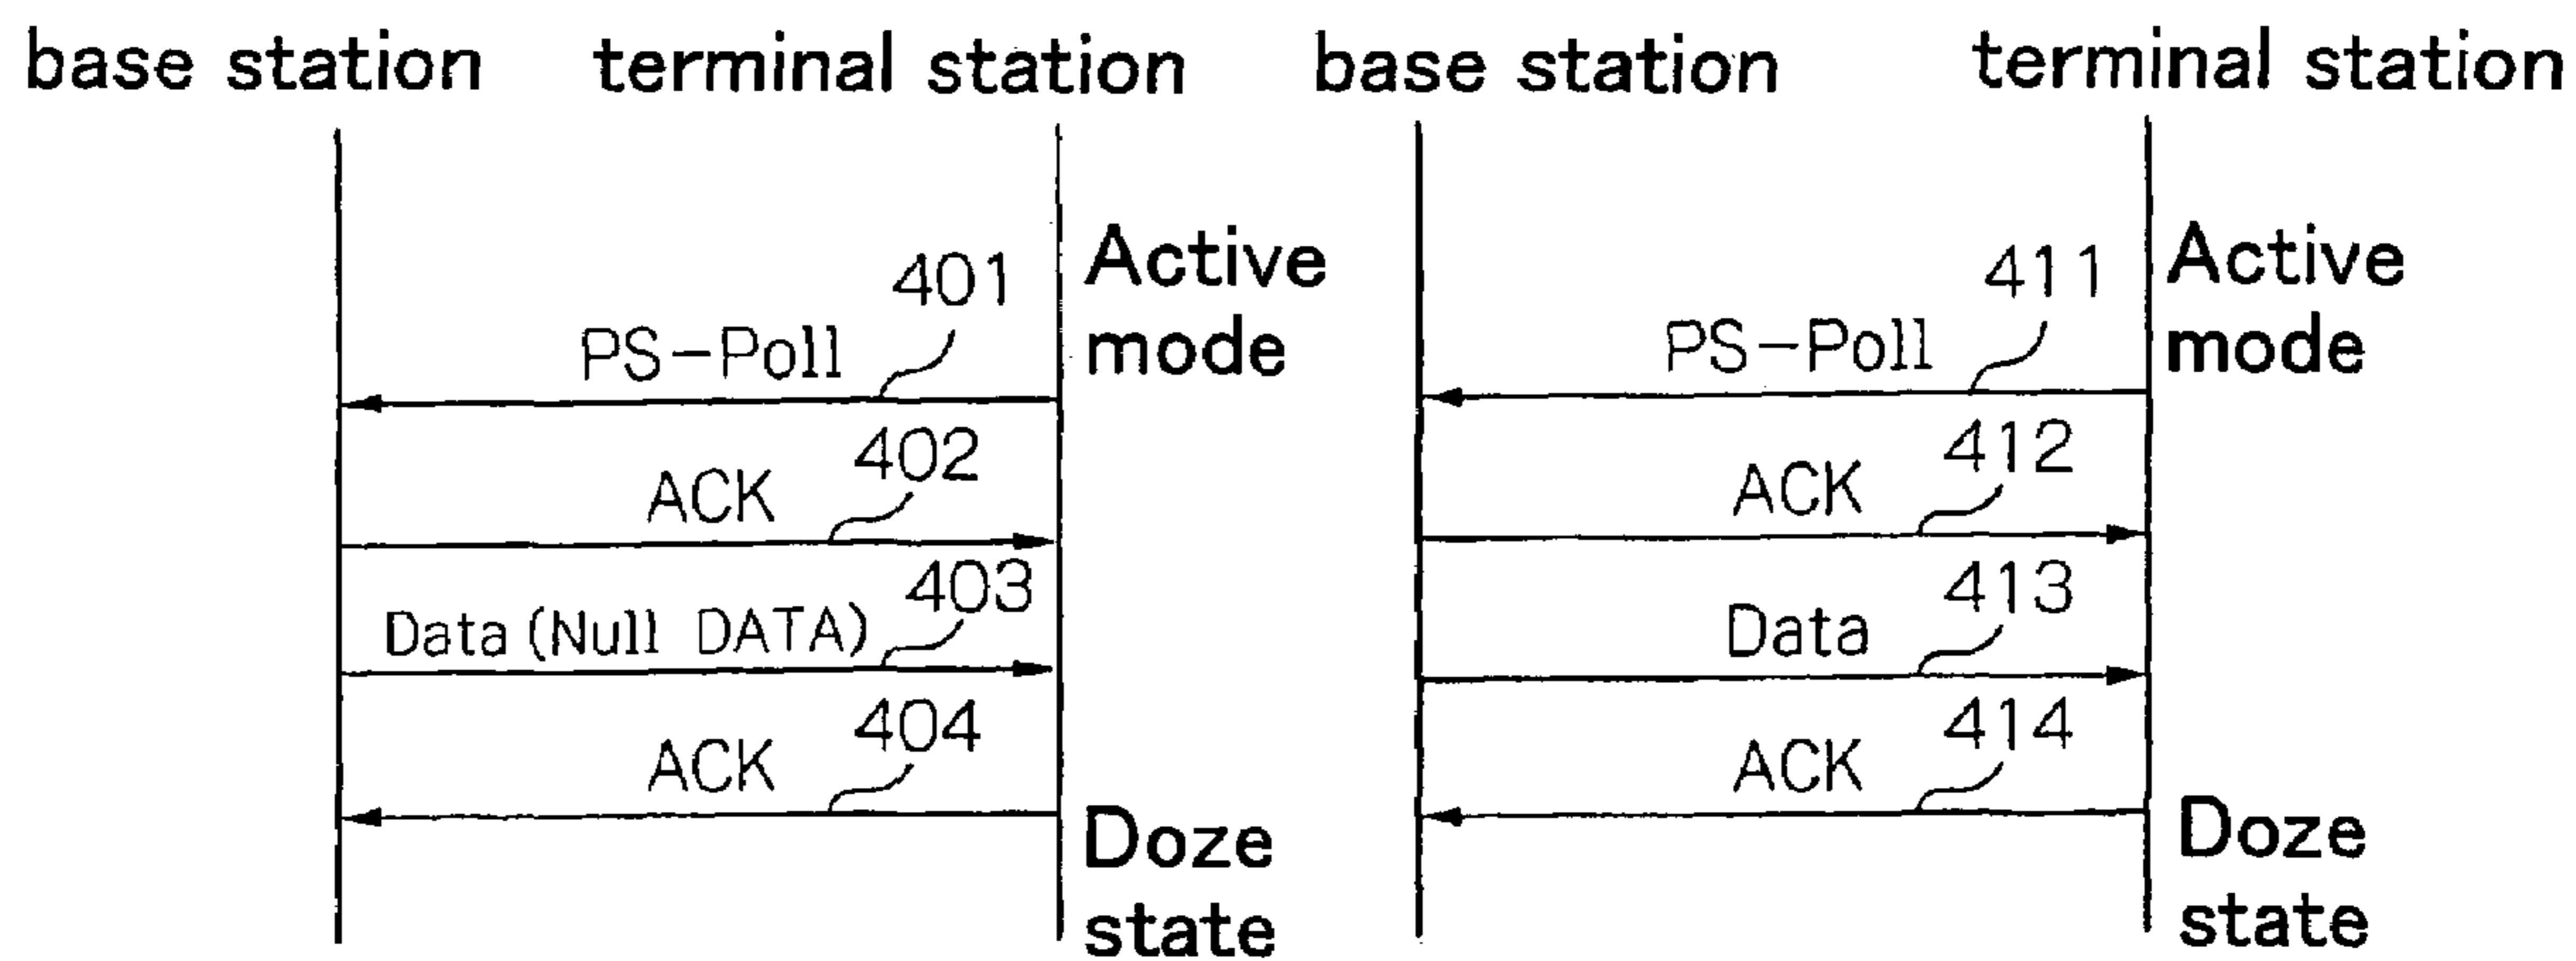 base station terminal station base station terminal station
401
Active
mode
PS-Poll
402
ACK
403
Data (Null DATA)
404
ACK
Doze
state
411
Active
mode
PS-Poll
412
ACK
413
Data
414
ACK
Doze
state